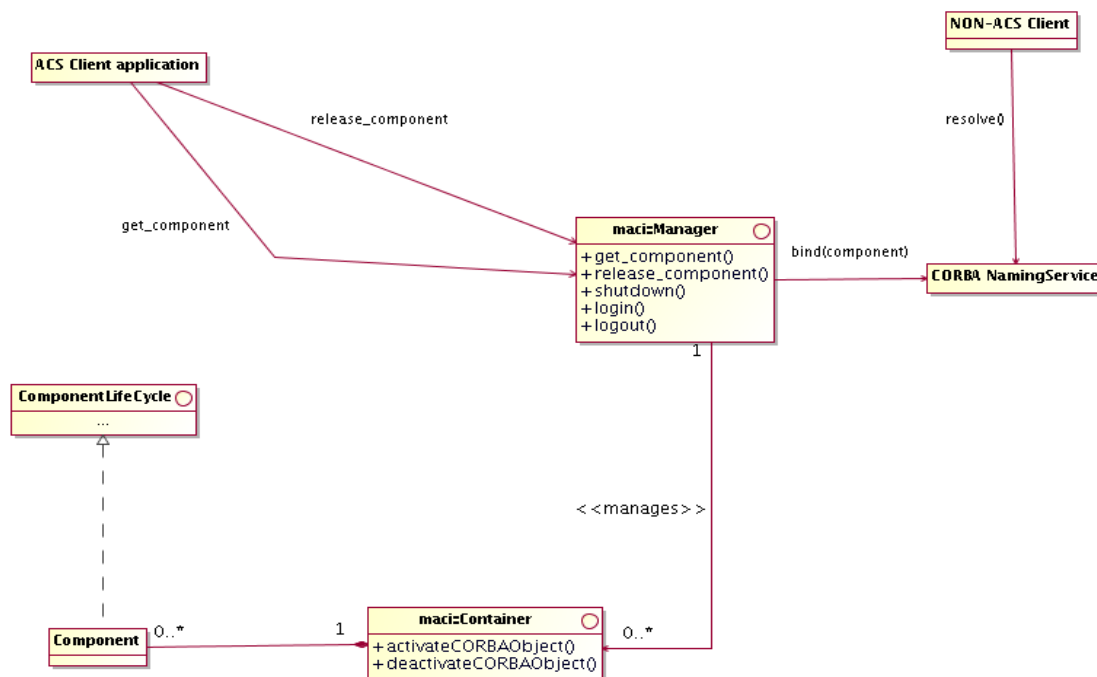 NON-ACS Client
ACS Client application
release_component
resolve()
get_component
maci::Manager
+get_component()
+release_component()
+shutdown()
+login()
+logout()
bind(component)
CORBA NamingService
1
ComponentLifeCycle
...
<<manages>>
Component
0..*
1
maci::Container
+activateCORBAObject()
+deactivateCORBAObject()
0..*